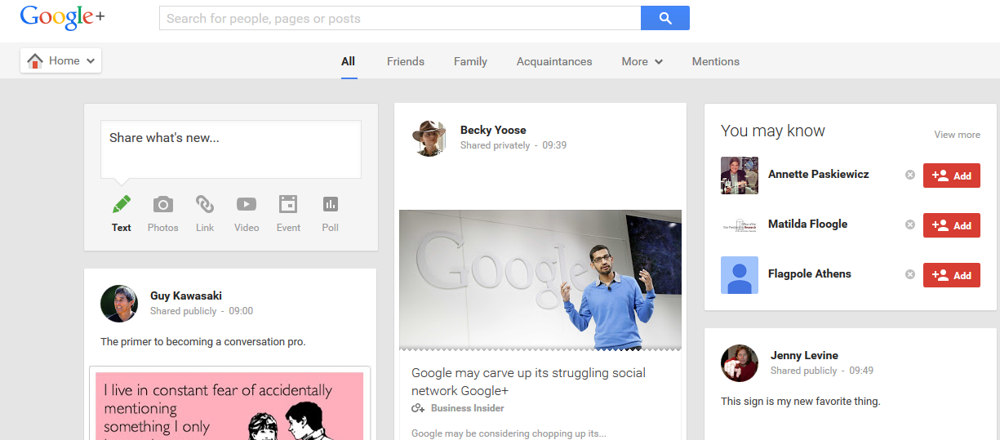 Google+
Search for people, pages or posts
Home
All
Friends
Family
Acquaintances
More
Mentions
Share what's new...
Text
Photos
Link
Video
Event
Poll
Guy Kawasaki
Shared publicly - 09:00
The primer to becoming a conversation pro.
I live in constant fear of accidentally
mentioning
something I only
Becky Yoose
Shared privately - 09:39
Google
Google may carve up its struggling social
network Google+
Business Insider
Google may be considering chopping up its...
You may know
View more
Annette Paskiewicz
Add
Matilda Floogle
Add
Flagpole Athens
Add
Jenny Levine
Shared publicly - 09:49
This sign is my new favorite thing.